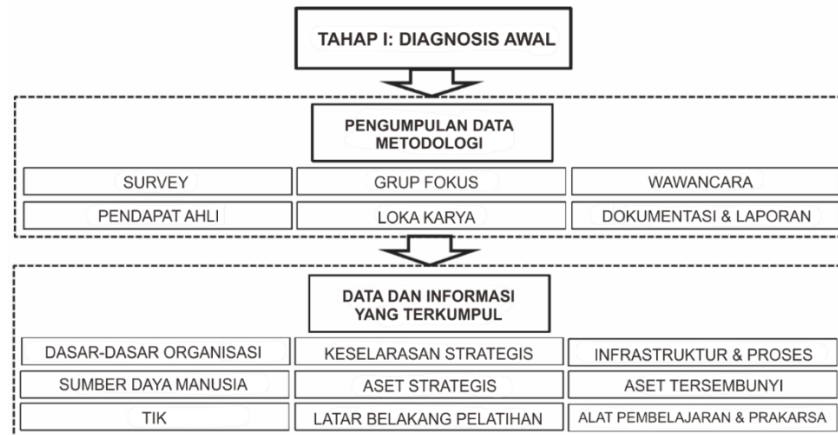 TAHAP I: DIAGNOSIS AWAL
PENGUMPULAN DATA
METODOLOGI
SURVEY
GRUP FOKUS
WAWANCARA
PENDAPAT AHLI
LOKA KARYA
DOKUMENTASI & LAPORAN
DATA DAN INFORMASI
YANG TERKUMPUL
DASAR-DASAR ORGANISASI
KESELARASAN STRATEGIS
INFRASTRUKTUR & PROSES
SUMBER DAYA MANUSIA
ASET STRATEGIS
ASET TERSEMBUNYI
TIK
LATAR BELAKANG PELATIHAN
ALAT PEMBELAJARAN & PRAKARSA